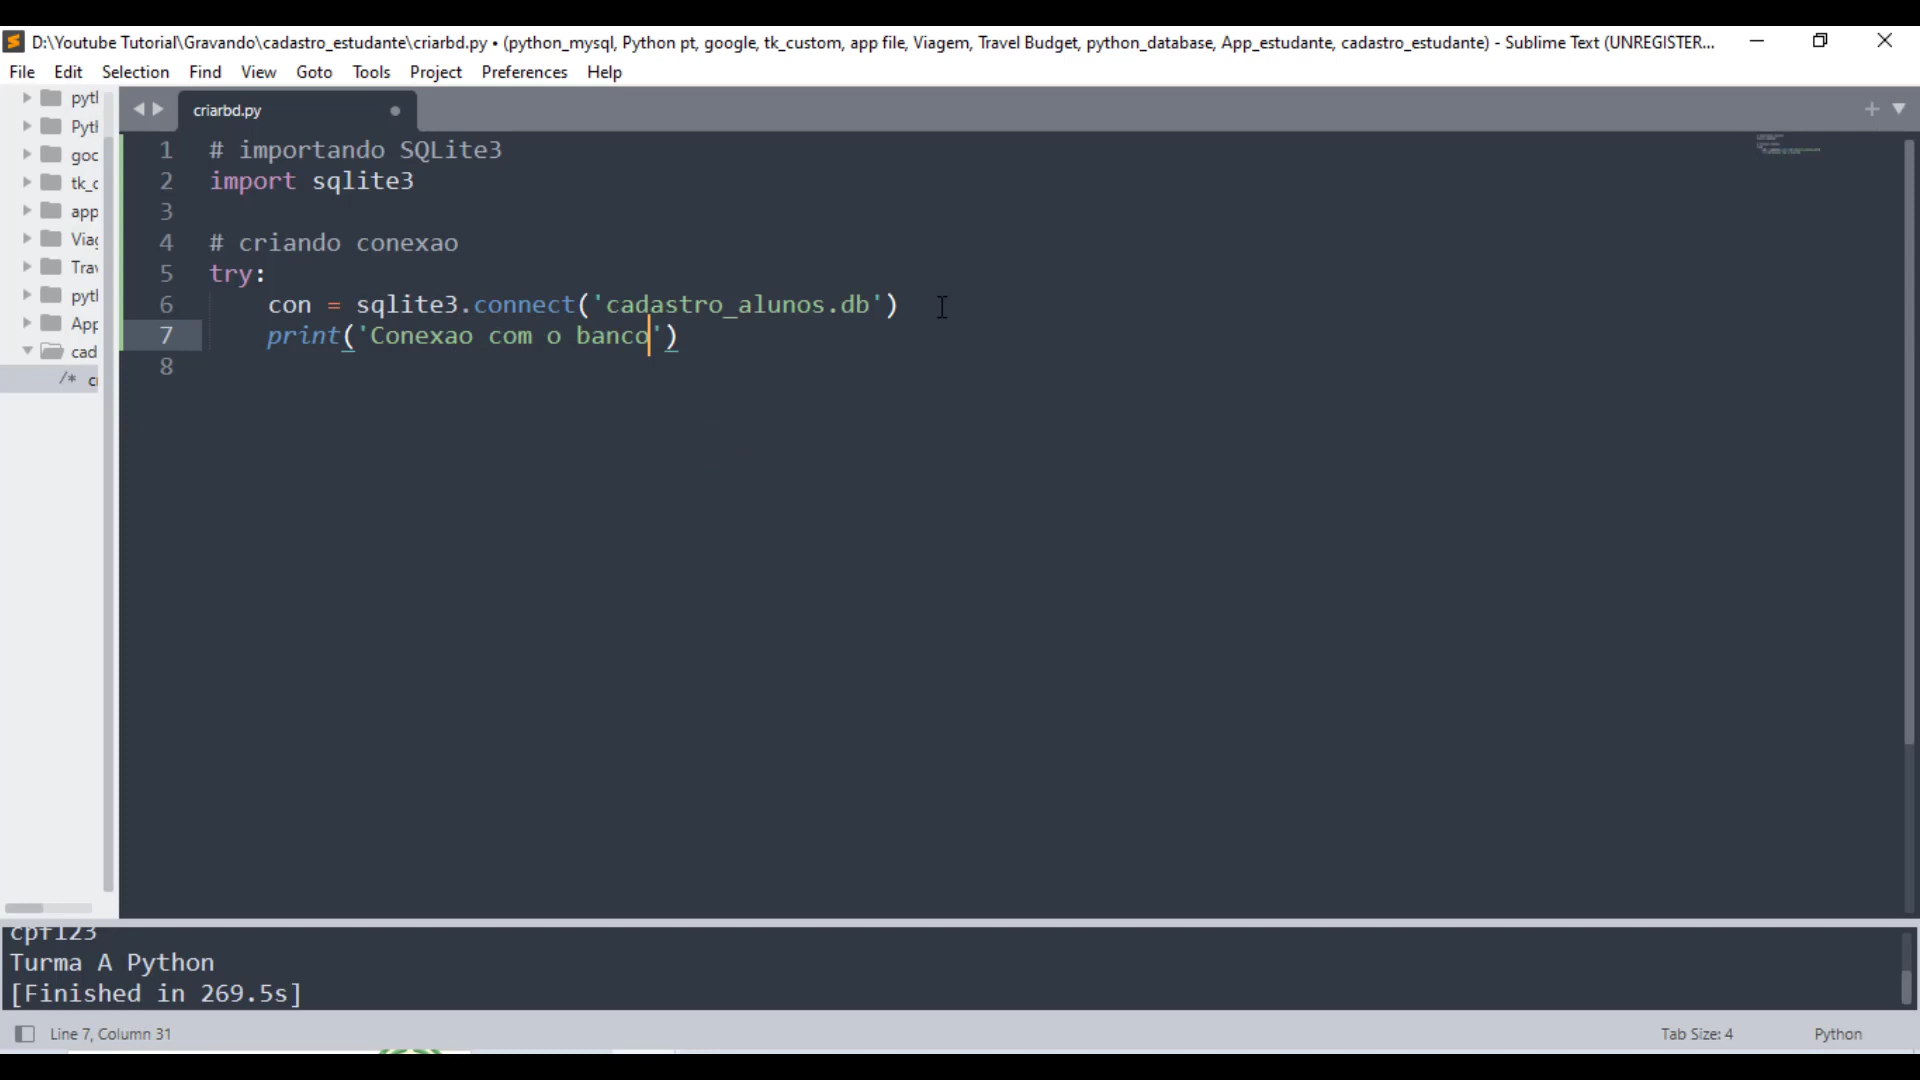 D:\Youtube Tutorial\Gravando\cadastro_estudante\criarbd.py • (python_mysql, Python pt, google, tk_custom, app file, Viagem, Travel Budget, python_database, App_estudante, cadastro_estudante) - Sublime Text (UNREGISTER...
File Edit Selection Find View Goto Tools Project Preferences Help
criarbd.py
1 # importando SQLite3
2 import sqlite3
3
4 # criando conexao
5 try:
6 con = sqlite3.connect('cadastro_alunos.db')
7 print('Conexao com o banco')
8
cpf123
Turma A Python
[Finished in 269.5s]
Line 7, Column 31
Tab Size: 4
Python